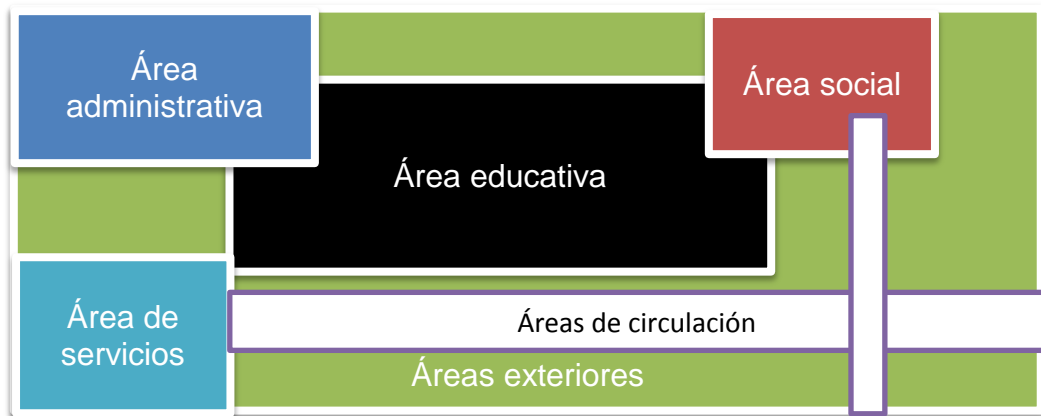 Área
administrativa
Área social
Área educativa
Área de
servicios
Áreas de circulación
Áreas exteriores